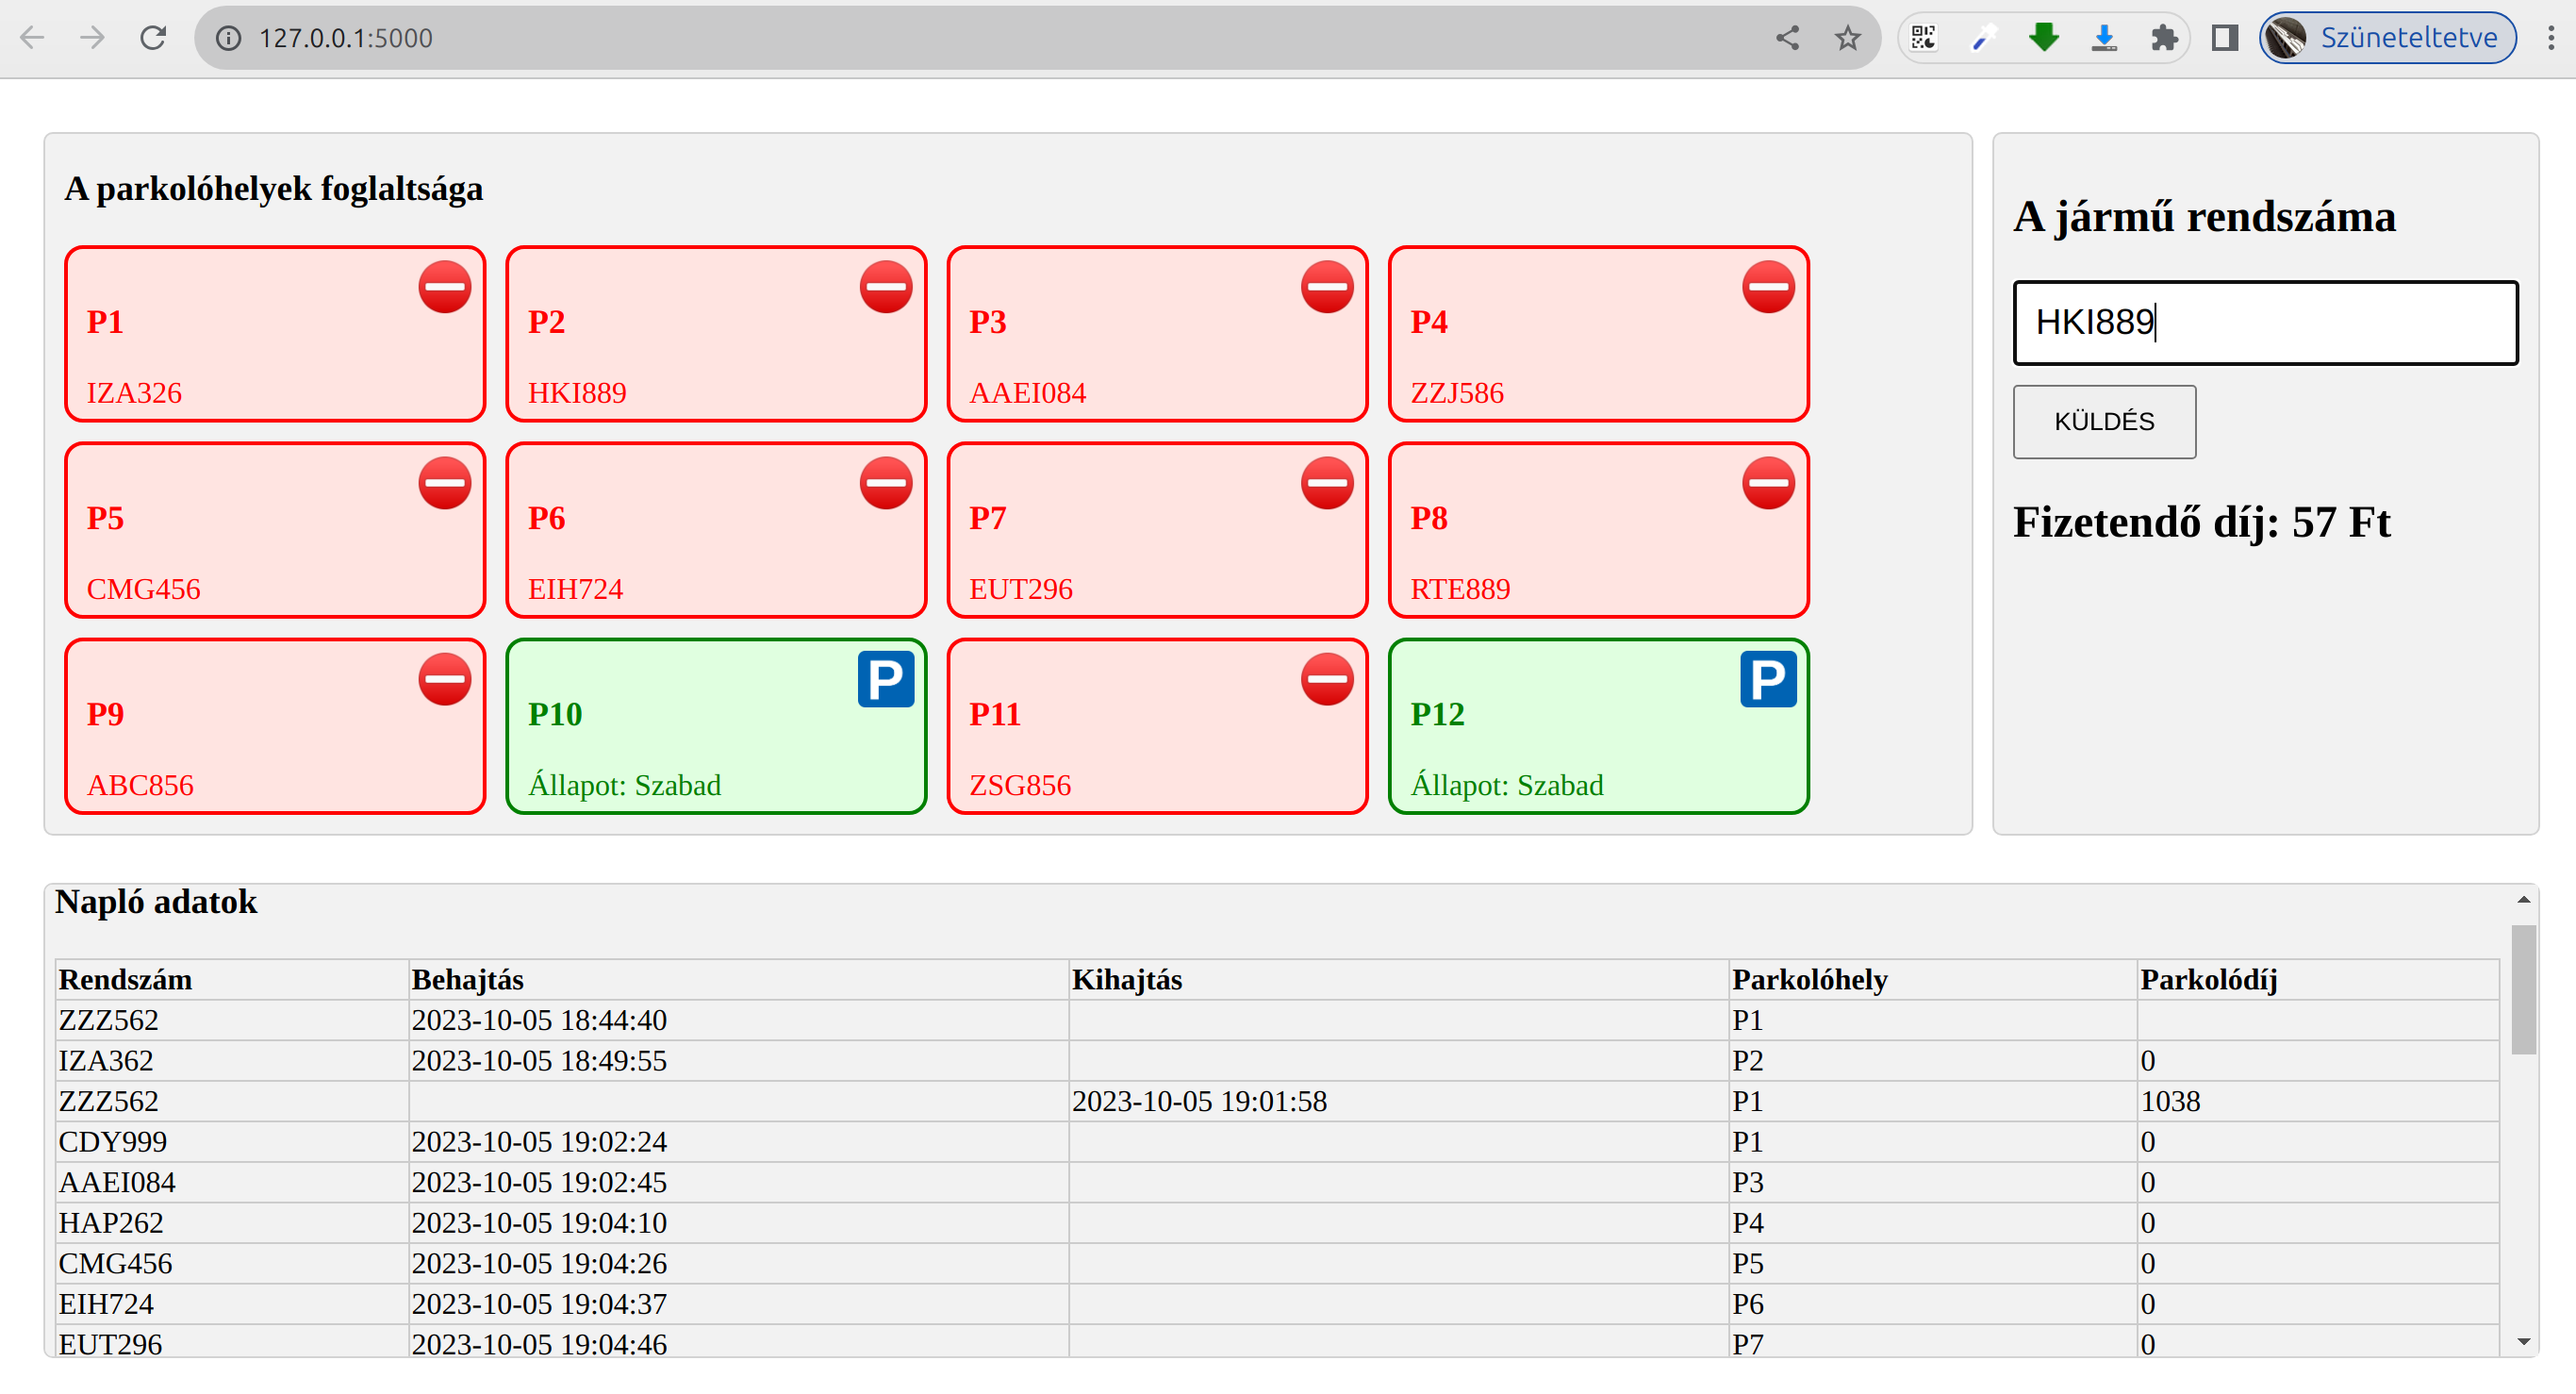 127.0.0.1:5000
Szüneteltetve
A parkolóhelyek foglaltsága
P1
IZA326
P2
HKI889
P3
AAEI084
P4
ZZJ586
P5
CMG456
P6
EIH724
P7
EUT296
P8
RTE889
P9
ABC856
P
P10
Állapot: Szabad
P11
ZSG856
P
P12
Állapot: Szabad
A jármű rendszáma
HKI889
KÜLDÉS
Fizetendő díj: 57 Ft
Napló adatok
Rendszám Behajtás Kihajtás Parkolóhely Parkolódíj
ZZZ562 2023-10-05 18:44:40 P1
IZA362 2023-10-05 18:49:55 P2 0
ZZZ562 2023-10-05 19:01:58 P1 1038
CDY999 2023-10-05 19:02:24 P1 0
AAEI084 2023-10-05 19:02:45 P3 0
HAP262 2023-10-05 19:04:10 P4 0
CMG456 2023-10-05 19:04:26 P5 0
EIH724 2023-10-05 19:04:37 P6 0
EUT296 2023-10-05 19:04:46 P7 0